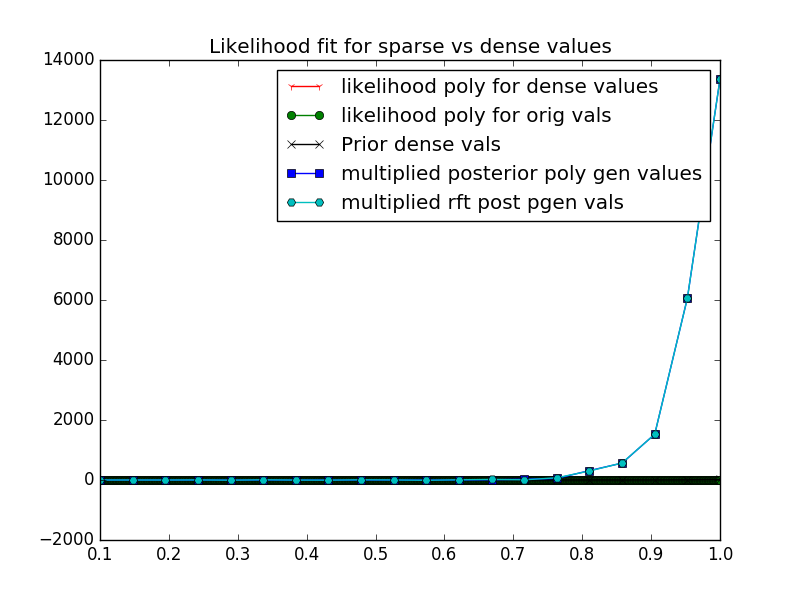 Likelihood fit for sparse vs dense values
14000
12000
10000
8000
6000
4000
2000
0
−2000
likelihood poly for dense values
likelihood poly for orig vals
Prior dense vals
multiplied posterior poly gen values
multiplied rft post pgen vals
0.1 0.2 0.3 0.4 0.5 0.6 0.7 0.8 0.9 1.0